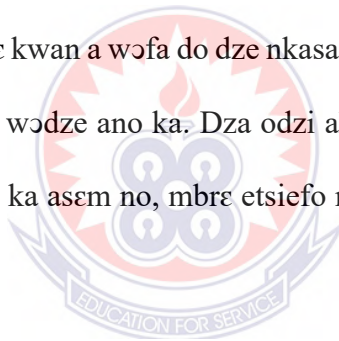 kwan a wɔfa do dze nkasa
wɔdze ano ka. Dza odzi a
ka asɛm no, mbrɛ etsiefo
EDUCATION FOR SERVICE